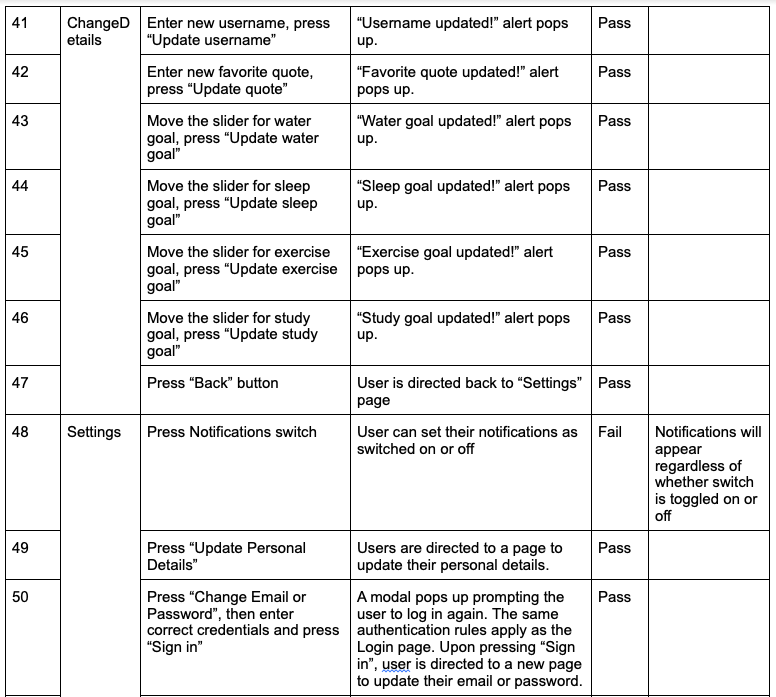 41
ChangeD
etails
Enter new username, press
“Update username”
“Username updated!” alert pops
up.
Pass
42
Enter new favorite quote,
press “Update quote”
“Favorite quote updated!” alert
pops up.
Pass
43
Move the slider for water
goal, press “Update water
goal”
“Water goal updated!” alert pops
up.
Pass
44
Move the slider for sleep
goal, press “Update sleep
goal”
“Sleep goal updated!” alert pops
up.
Pass
45
Move the slider for exercise
goal, press “Update exercise
goal”
“Exercise goal updated!” alert
pops up.
Pass
46
Move the slider for study
goal, press “Update study
goal”
“Study goal updated!” alert pops
up.
Pass
47
Press “Back” button
User is directed back to “Settings”
page
Pass
48
Settings
Press Notifications switch
User can set their notifications as
switched on or off
Fail
Notifications will
appear
regardless of
whether switch
is toggled on or
off
49
Press “Update Personal
Details”
Users are directed to a page to
update their personal details.
Pass
50
Press “Change Email or
Password”, then enter
correct credentials and press
“Sign in”
A modal pops up prompting the
user to log in again. The same
authentication rules apply as the
Login page. Upon pressing “Sign
in”, user is directed to a new page
to update their email or password.
Pass